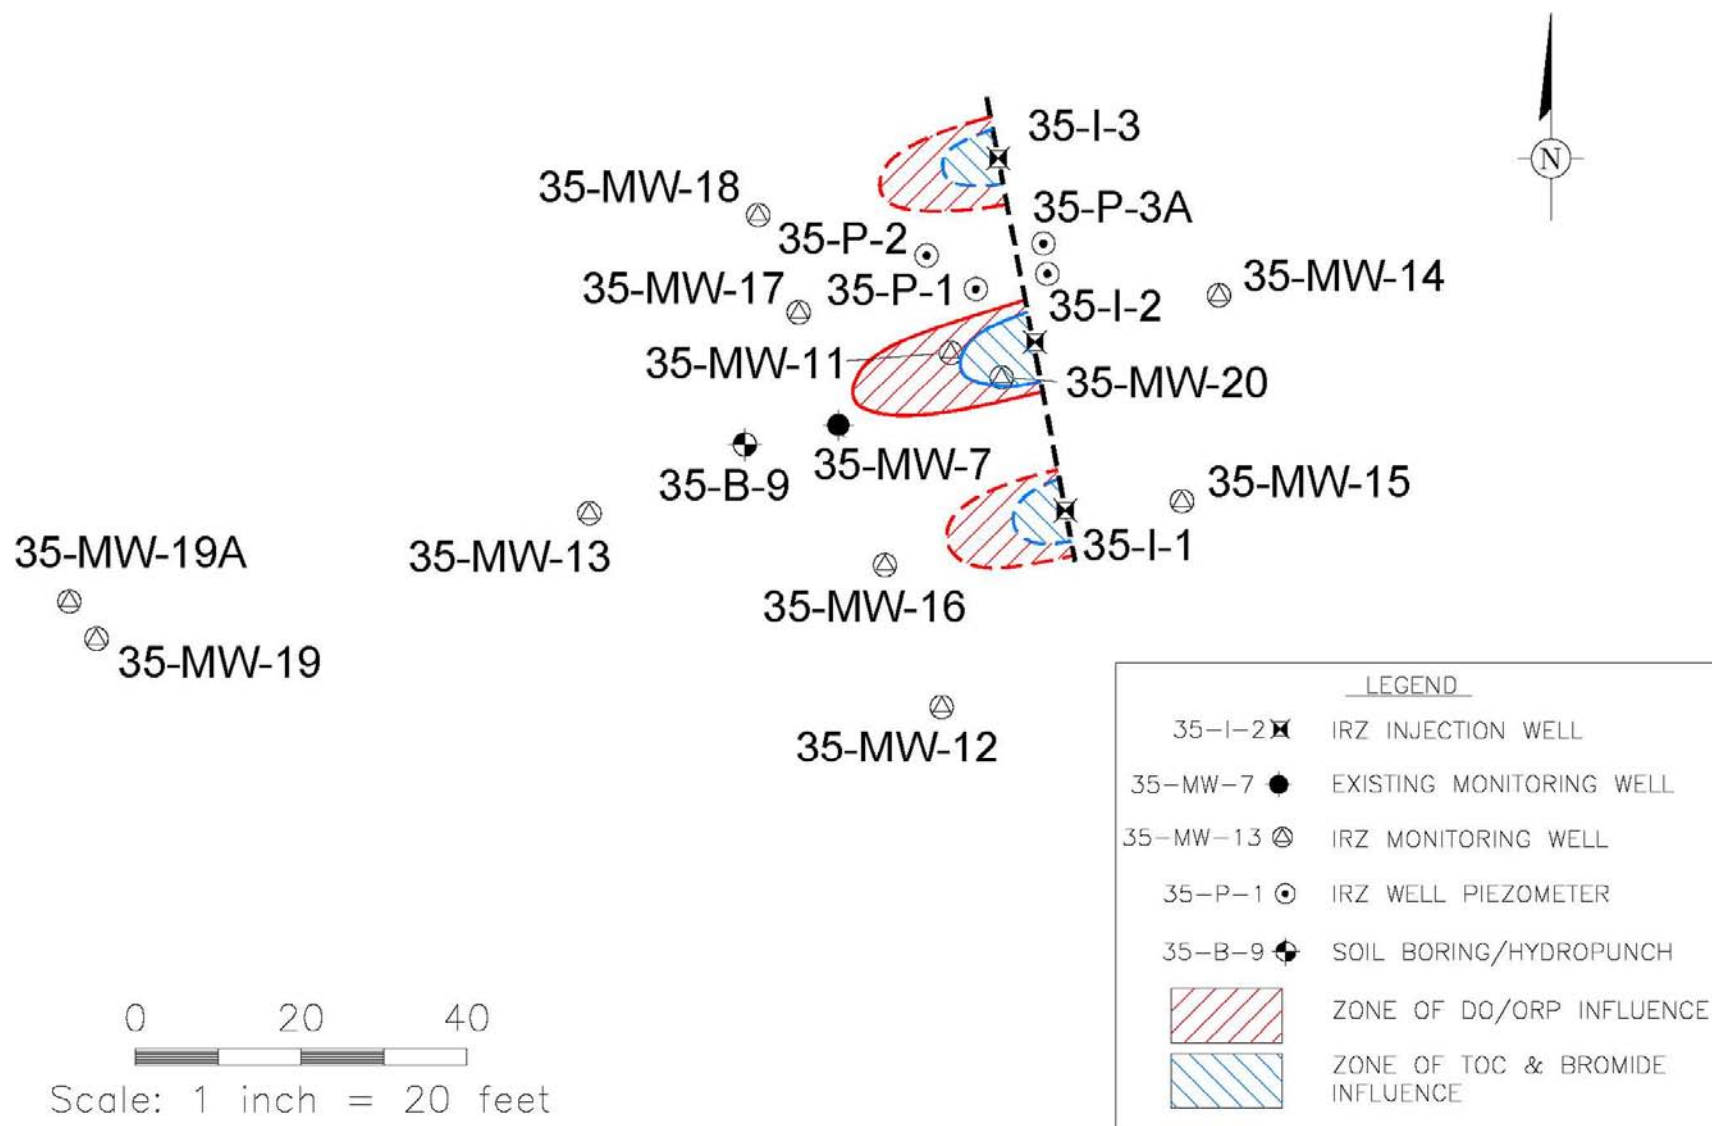 35-I-3
N
35-MW-18
35-P-3A
35-P-2
35-MW-14
35-MW-17
35-P-1
35-I-2
35-MW-11
35-MW-20
35-MW-7
35-B-9
35-MW-15
35-MW-19A
35-MW-13
35-I-1
35-MW-16
35-MW-19
35-MW-12
LEGEND
35-I-2 IRZ INJECTION WELL
35-MW-7 EXISTING MONITORING WELL
35-MW-13 IRZ MONITORING WELL
35-P-1 IRZ WELL PIEZOMETER
35-B-9 SOIL BORING/HYDROPUNCH
ZONE OF DO/ORP INFLUENCE
ZONE OF TOC & BROMIDE
INFLUENCE
0 20 40
Scale: 1 inch = 20 feet